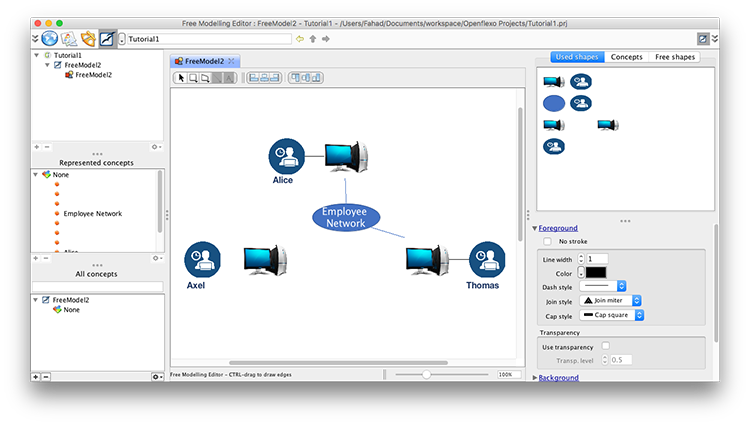 Free Modelling Editor : FreeModel2 - Tutorial1 - /Users/Fahad/Documents/workspace/Openflexo Projects/Tutorial1.prj
Tutorial1
Tutorial1
FreeModel2
FreeModel2
Represented concepts
None
Employee Network
Alice
All concepts
FreeModel2
None
FreeModel2
Alice
Employee
Network
Axel
Thomas
Free Modelling Editor - CTRL-drag to draw edges
100%
Used shapes
Concepts
Free shapes
Foreground
No stroke
Line width
1
Color
Dash style
Join style
Join miter
Cap style
Cap square
Transparency
Use transparency
Transp. level
0.5
Background